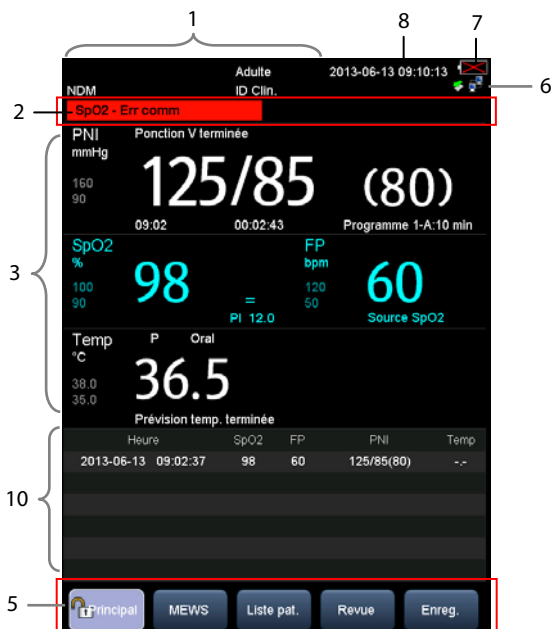 1
8
7
Adulte 2013-06-13 09:10:13
NDM ID Clin.
6
2
SpO2 - Err comm
PNI Ponction V terminée
mmHg
160
90
125/85 (80)
09:02 00:02:43 Programme 1-A:10 min
3
SpO2 FP
% bpm
100 120
90 50
98 60
PI 12.0 Source SpO2
Temp P Oral
°C
38.0
35.0
36.5
Prévision temp. terminée
Heure SpO2 FP PNI Temp
2013-06-13 09:02:37 98 60 125/85(80) -.-
10
5
Principal MEWS Liste pat. Revue Enreg.